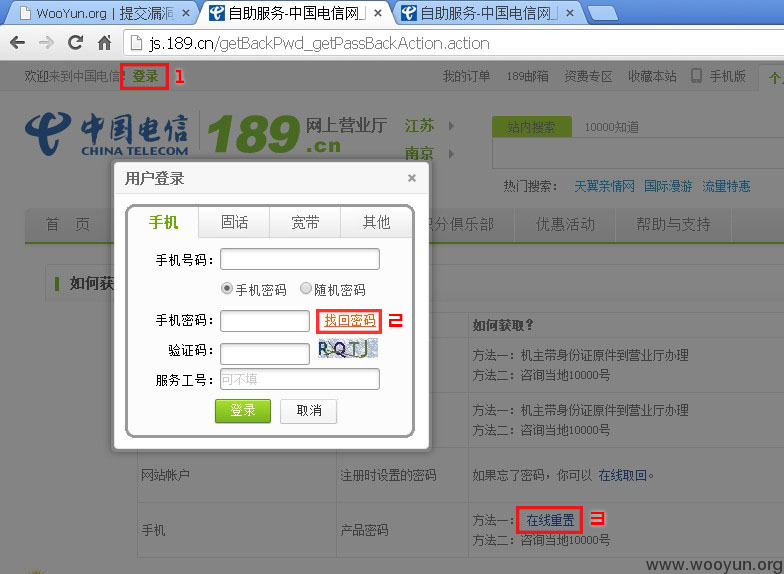 WooYun.org | 提交漏洞
自助服务-中国电信网上
自助服务-中国电信网上
js.189.cn/getBackPwd_getPassBackAction.action
欢迎来到中国电信! 登录 1 我的订单 189邮箱 资费专区 收藏本站 手机版 个
中国电信 CHINA TELECOM 189.cn 网上营业厅 江苏 南京
站内搜索 10000知道
热门搜索: 天翼亲情网 国际漫游 流量特惠
首 页 积分俱乐部 优惠活动 帮助与支持
如何获
用户登录 ×
手机 固话 宽带 其他
手机号码:
手机密码 随机密码
手机密码: 找回密码 2
验证码: RQTJ
服务工号: 可不填
登录 取消
如何获取?
方法一: 机主带身份证原件到营业厅办理
方法二: 咨询当地10000号
方法一: 机主带身份证原件到营业厅办理
方法二: 咨询当地10000号
网站帐户 注册时设置的密码 如果忘了密码,你可以 在线取回。
手机 产品密码 方法一: 在线重置 3
方法二: 咨询当地10000号
www.wooyun.org